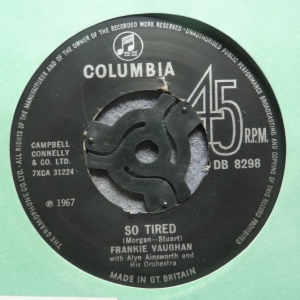 MANUFACTURER AND OF THE OWNER OF THE RECORDED WORK RESERVED · UNAUTHORISED PUBLIC PERFORMANCE BROADCASTING AND COPYING OF THIS RECORD PROHIBITED
THE GRAMOPHONE CO. LTD. ALL RIGHTS OF THE
COLUMBIA
45
R.P.M.
DB 8298
CAMPBELL
CONNELLY
& CO. LTD.
7XCA 31224
℗ 1967
SO TIRED
(Morgan—Stuart)
FRANKIE VAUGHAN
with Alyn Ainsworth and
His Orchestra
MADE IN GT. BRITAIN